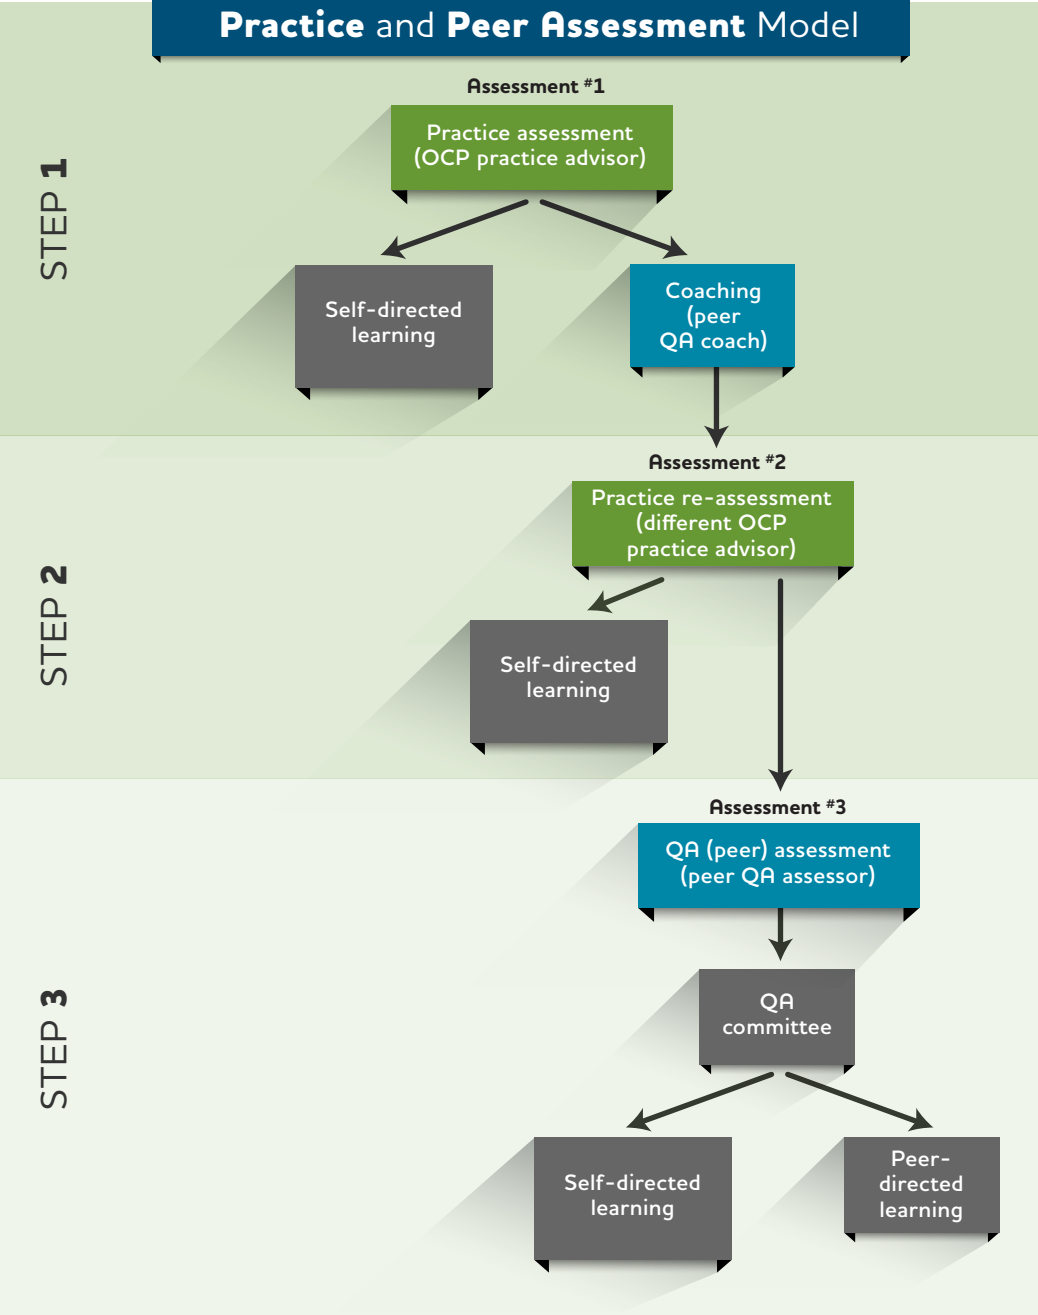 Practice and Peer Assessment Model
STEP 1
Assessment #1
Practice assessment
(OCP practice advisor)
Self-directed
learning
Coaching
(peer
QA coach)
STEP 2
Assessment #2
Practice re-assessment
(different OCP
practice advisor)
Self-directed
learning
STEP 3
Assessment #3
QA (peer) assessment
(peer QA assessor)
QA
committee
Self-directed
learning
Peer-
directed
learning